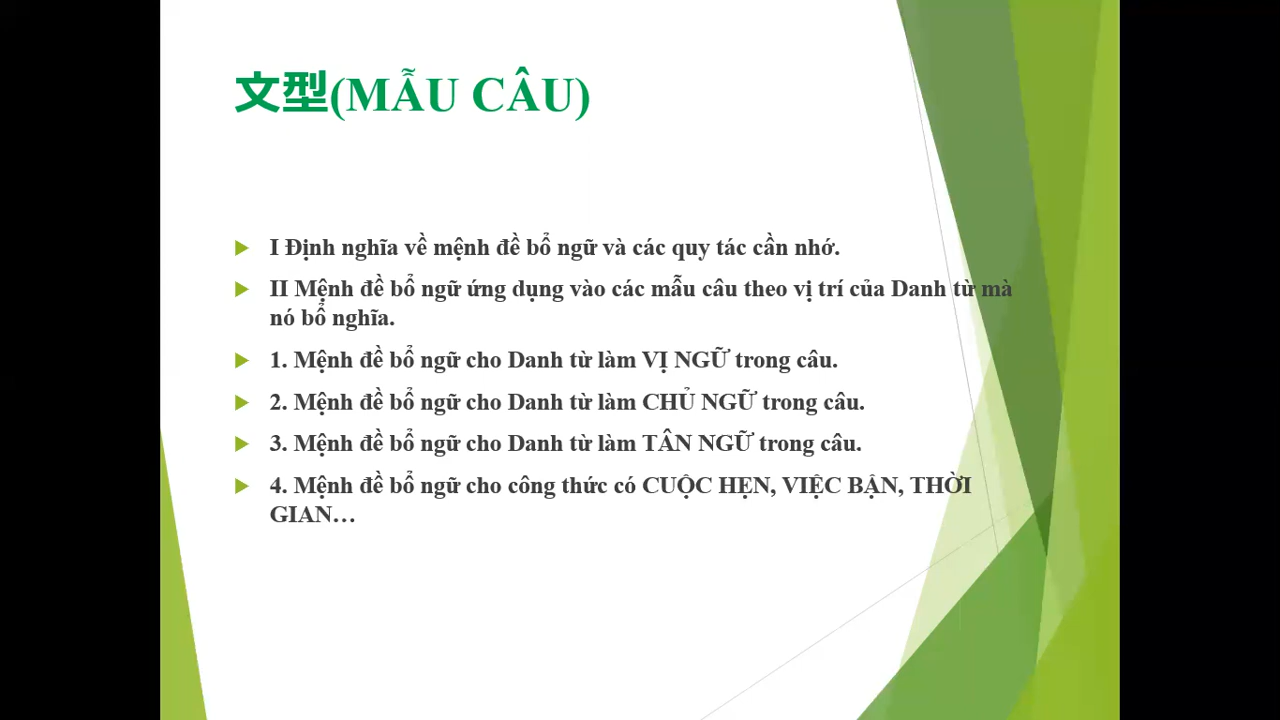 文型(MẪU CÂU)
I Định nghĩa về mệnh đề bổ ngữ và các quy tác cần nhớ.
II Mệnh đề bổ ngữ ứng dụng vào các mẫu câu theo vị trí của Danh từ mà
nó bổ nghĩa.
1. Mệnh đề bổ ngữ cho Danh từ làm VỊ NGỮ trong câu.
2. Mệnh đề bổ ngữ cho Danh từ làm CHỦ NGỮ trong câu.
3. Mệnh đề bổ ngữ cho Danh từ làm TÂN NGỮ trong câu.
4. Mệnh đề bổ ngữ cho công thức có CUỘC HẸN, VIỆC BẬN, THỜI
GIAN…